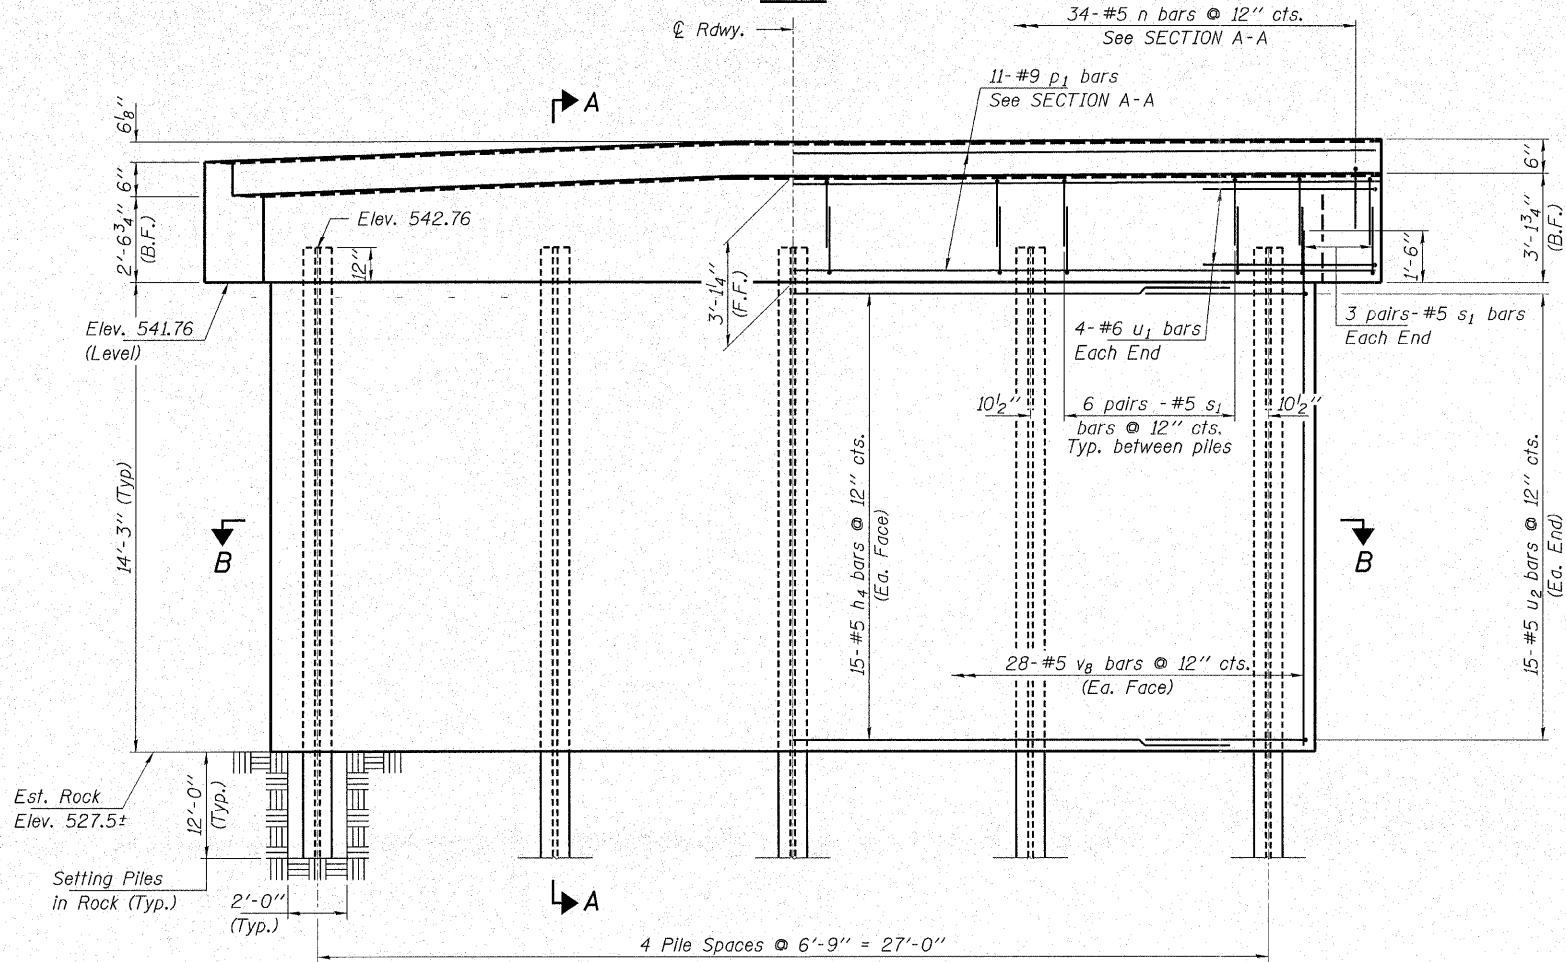 34-#5 n bars @ 12" cts.
See SECTION A-A
℄ Rdwy.
11-#9 p1 bars
See SECTION A-A
A
6⅛"
6"
2'-6¾"
(B.F.)
Elev. 542.76
12"
3'-1¼"
(F.F.)
6"
3'-1¾"
(B.F.)
1'-6"
Elev. 541.76
(Level)
4-#6 u1 bars
Each End
3 pairs-#5 s1 bars
Each End
10½"
6 pairs -#5 s1
bars @ 12" cts.
Typ. between piles
10½"
14'-3" (Typ)
15-#5 h4 bars @ 12" cts.
(Ea. Face)
15-#5 u2 bars @ 12" cts.
(Ea. End)
B
B
28-#5 v8 bars @ 12" cts.
(Ea. Face)
Est. Rock
Elev. 527.5±
12'-0"
(Typ.)
Setting Piles
in Rock (Typ.)
2'-0"
(Typ.)
A
4 Pile Spaces @ 6'-9" = 27'-0"